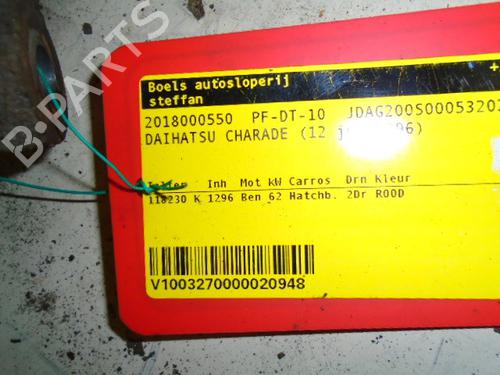 Boels autosloperij
steffan
2018000550 PF-DT-10 JDAG200S000532
DAIHATSU CHARADE (12
Inh Mot kW Carros Drn Kleur
118230 K 1296 Ben 62 Hatchb. 2Dr ROOD
V1003270000020948
B-PARTS